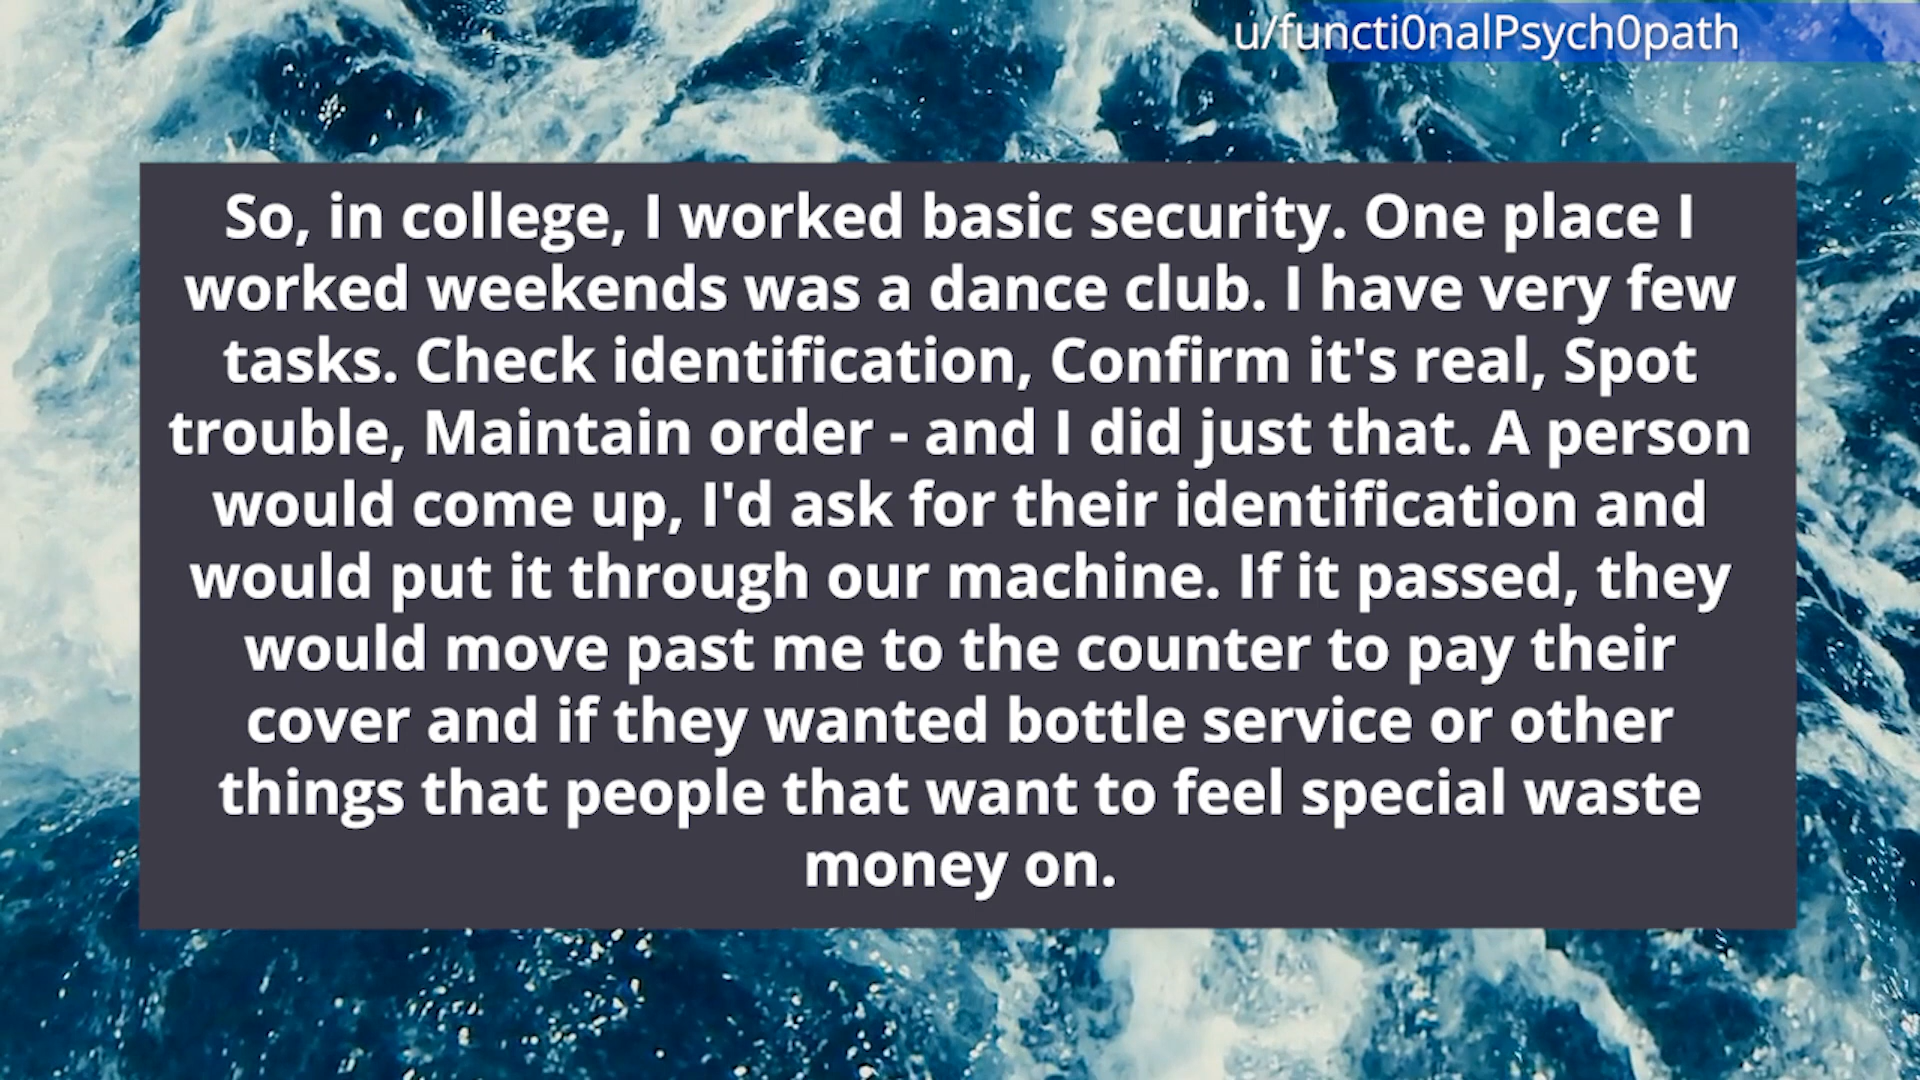 u/functi0nalPsych0path
So, in college, I worked basic security. One place I
worked weekends was a dance club. I have very few
tasks. Check identification, Confirm it's real, Spot
trouble, Maintain order - and I did just that. A person
would come up, I'd ask for their identification and
would put it through our machine. If it passed, they
would move past me to the counter to pay their
cover and if they wanted bottle service or other
things that people that want to feel special waste
money on.